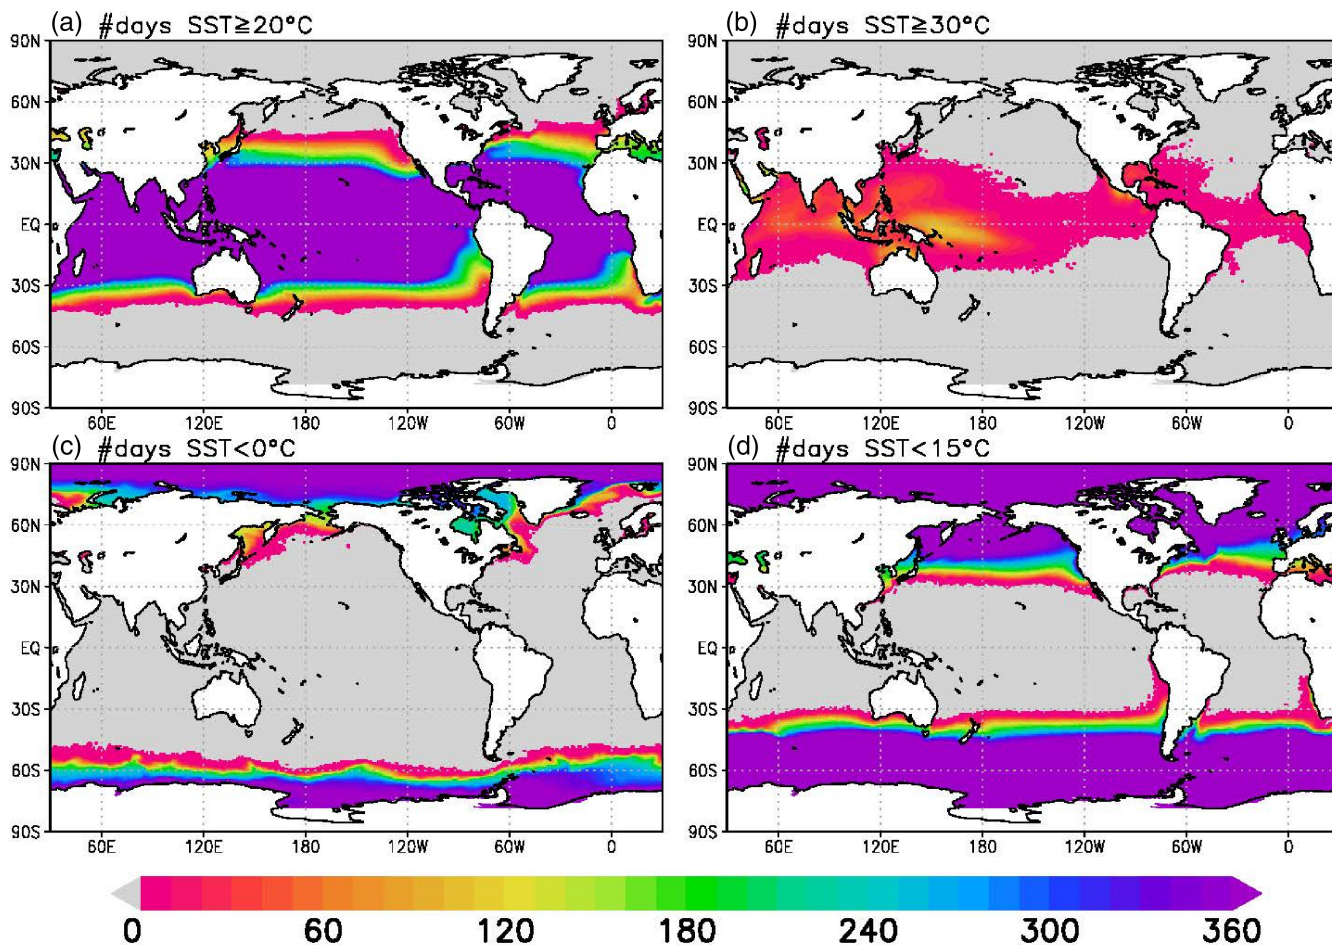 (a) #days SST≧20°C
(b) #days SST≧30°C
90N
60N
30N
EQ
30S
60S
90S
60E 120E 180 120W 60W 0
90N
60N
30N
EQ
30S
60S
90S
60E 120E 180 120W 60W 0
(c) #days SST<0°C
(d) #days SST<15°C
90N
60N
30N
EQ
30S
60S
90S
60E 120E 180 120W 60W 0
90N
60N
30N
EQ
30S
60S
90S
60E 120E 180 120W 60W 0
0 60 120 180 240 300 360